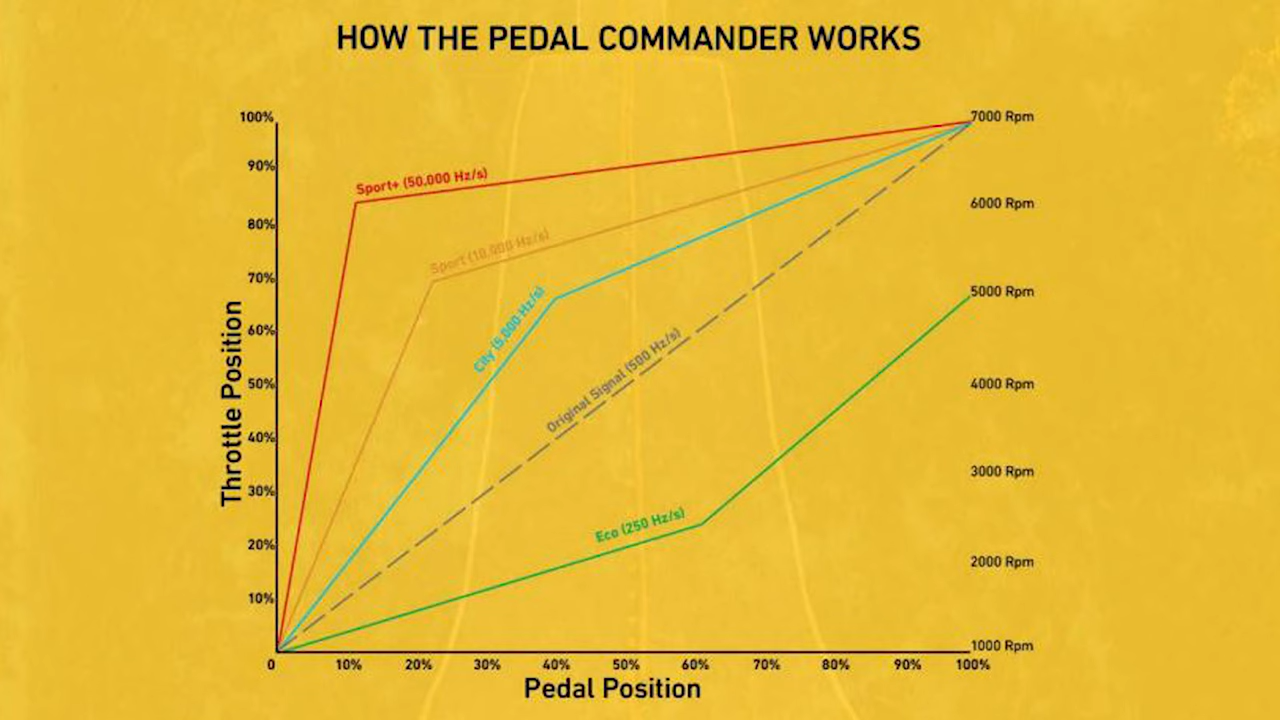 HOW THE PEDAL COMMANDER WORKS
100%
7000 Rpm
90%
Sport+ (50,000 Hz/s)
6000 Rpm
80%
Sport (10,000 Hz/s)
70%
5000 Rpm
City (5,000 Hz/s)
60%
Original Signal (500 Hz/s)
50%
4000 Rpm
Throttle Position
40%
3000 Rpm
30%
Eco (250 Hz/s)
20%
2000 Rpm
10%
1000 Rpm
0 10% 20% 30% 40% 50% 60% 70% 80% 90% 100%
Pedal Position